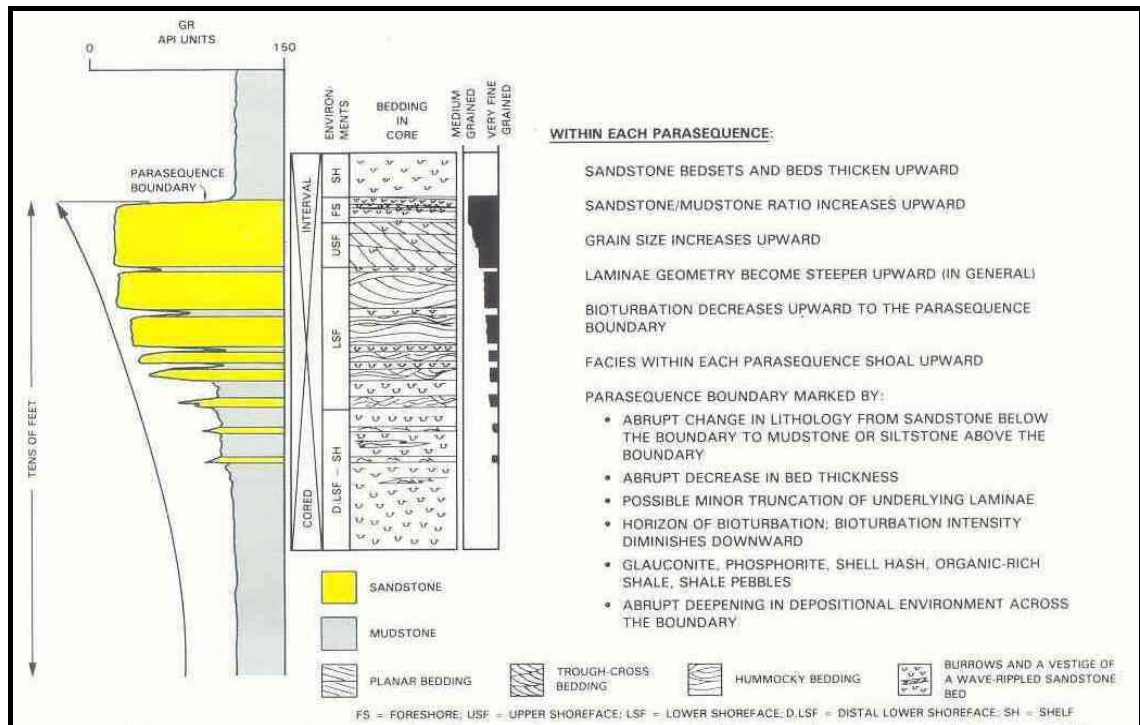 GR
API UNITS
0
150
PARASEQUENCE
BOUNDARY
TENS OF FEET
INTERVAL
CORED
ENVIRON-
MENTS
SH
FS
USF
LSF
D.LSF – SH
BEDDING
IN
CORE
MEDIUM
GRAINED
VERY FINE
GRAINED
SANDSTONE
MUDSTONE
WITHIN EACH PARASEQUENCE:
SANDSTONE BEDSETS AND BEDS THICKEN UPWARD
SANDSTONE/MUDSTONE RATIO INCREASES UPWARD
GRAIN SIZE INCREASES UPWARD
LAMINAE GEOMETRY BECOME STEEPER UPWARD (IN GENERAL)
BIOTURBATION DECREASES UPWARD TO THE PARASEQUENCE
BOUNDARY
FACIES WITHIN EACH PARASEQUENCE SHOAL UPWARD
PARASEQUENCE BOUNDARY MARKED BY:
• ABRUPT CHANGE IN LITHOLOGY FROM SANDSTONE BELOW
THE BOUNDARY TO MUDSTONE OR SILTSTONE ABOVE THE
BOUNDARY
• ABRUPT DECREASE IN BED THICKNESS
• POSSIBLE MINOR TRUNCATION OF UNDERLYING LAMINAE
• HORIZON OF BIOTURBATION; BIOTURBATION INTENSITY
DIMINISHES DOWNWARD
• GLAUCONITE, PHOSPHORITE, SHELL HASH, ORGANIC-RICH
SHALE, SHALE PEBBLES
• ABRUPT DEEPENING IN DEPOSITIONAL ENVIRONMENT ACROSS
THE BOUNDARY
PLANAR BEDDING
TROUGH-CROSS
BEDDING
HUMMOCKY BEDDING
BURROWS AND A VESTIGE OF
A WAVE-RIPPLED SANDSTONE
BED
FS = FORESHORE; USF = UPPER SHOREFACE; LSF = LOWER SHOREFACE; D.LSF = DISTAL LOWER SHOREFACE; SH = SHELF